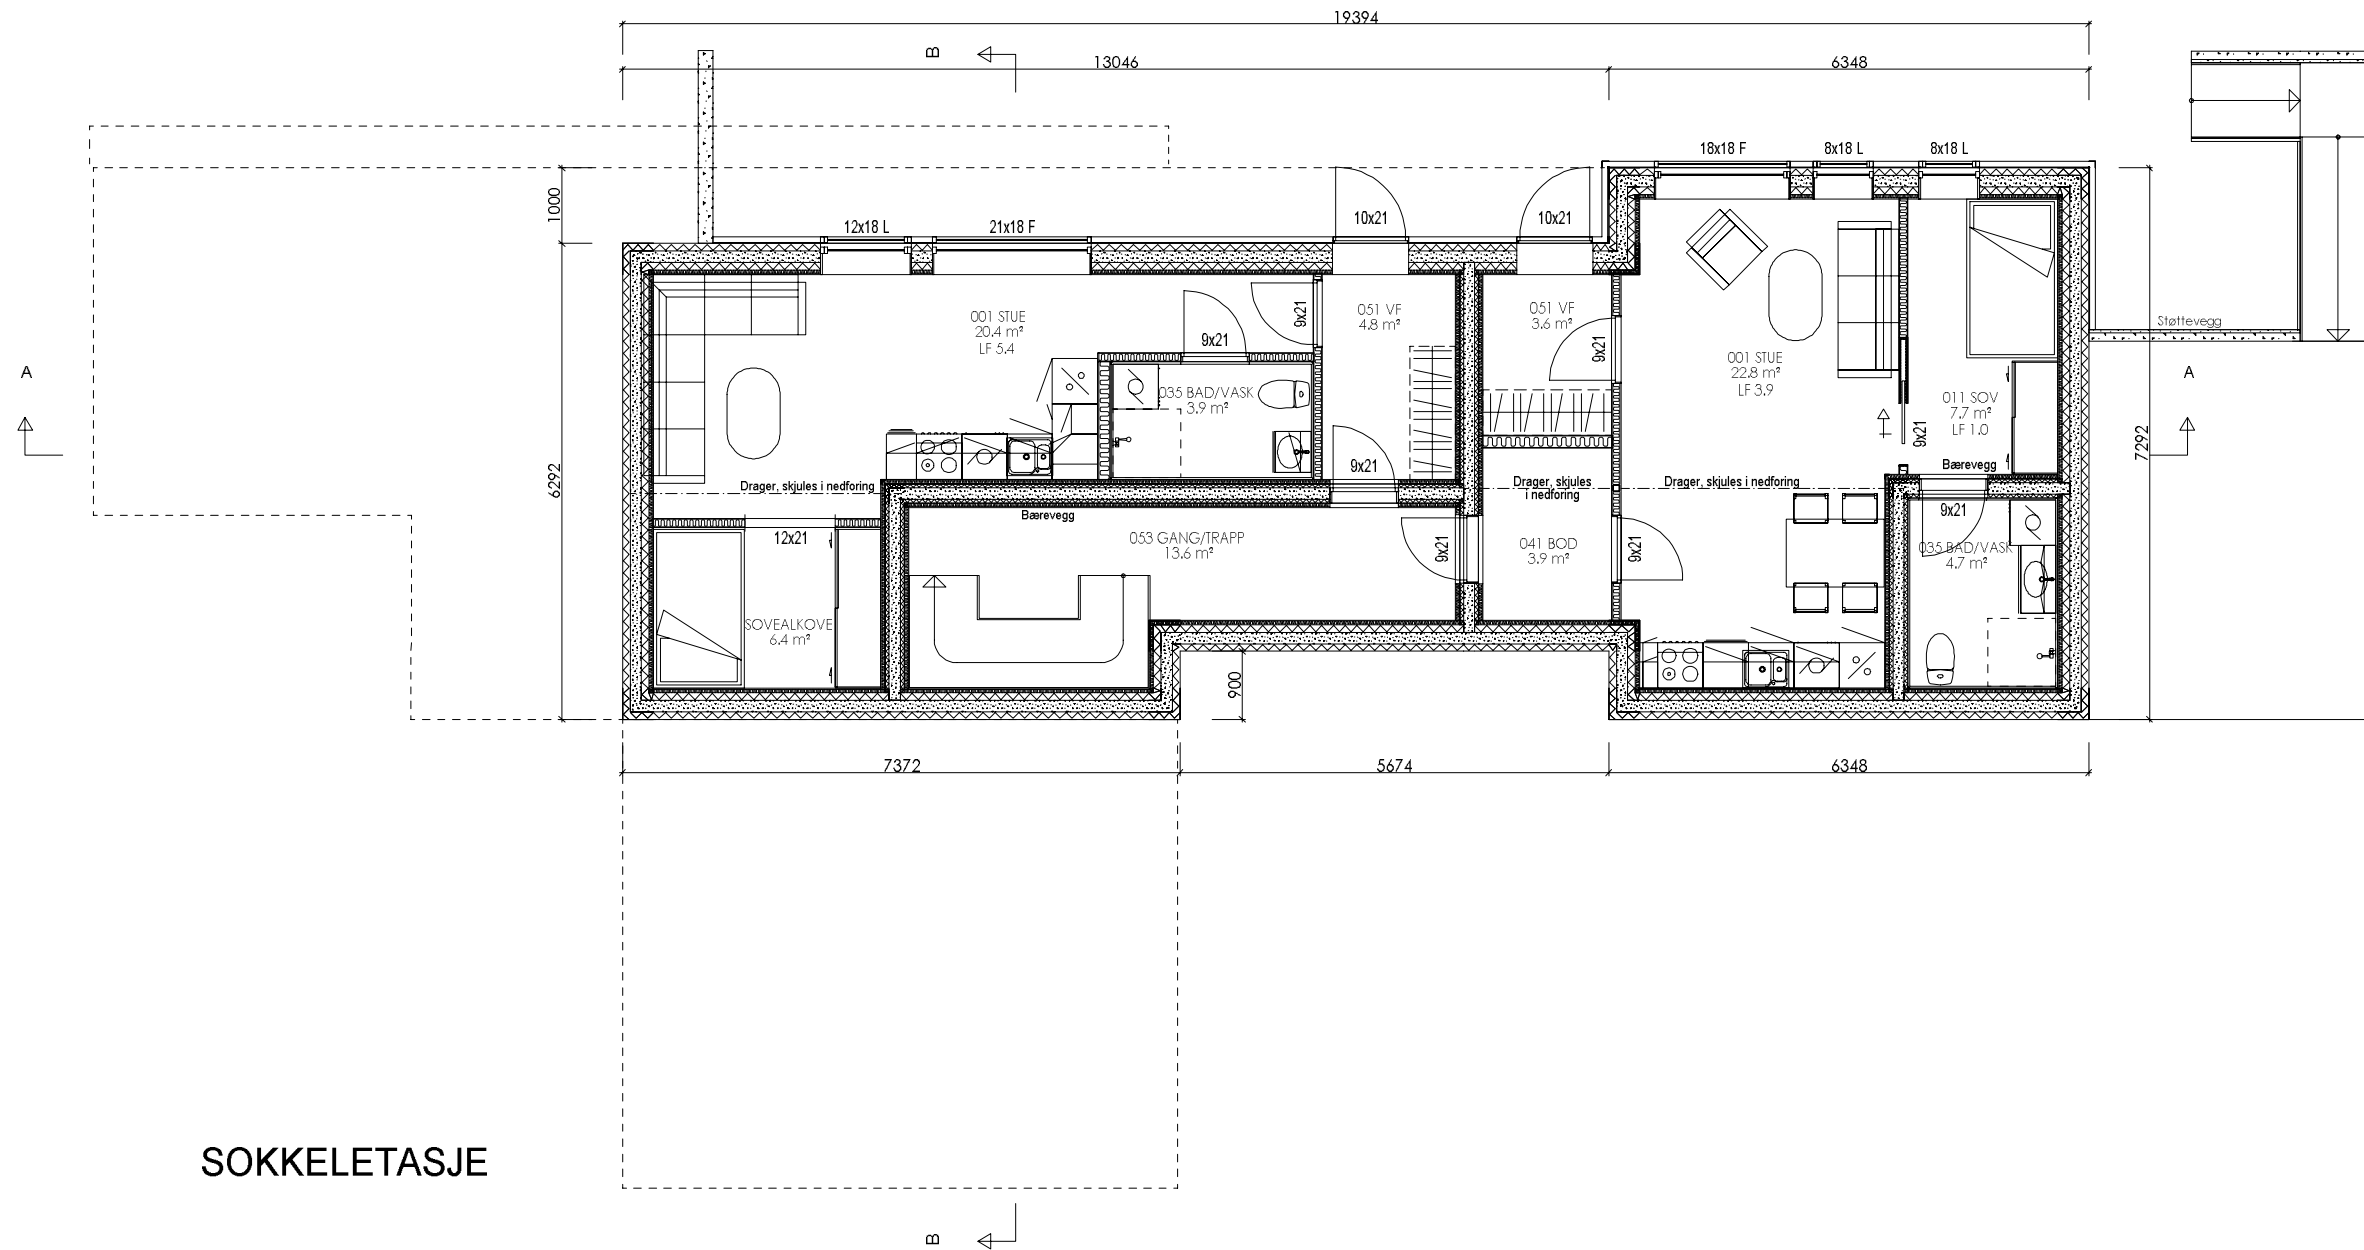 19394
B
13046
6348
18x18 F
8x18 L
8x18 L
1000
12x18 L
21x18 F
10x21
10x21
001 STUE
20.4 m²
LF 5.4
9x21
9x21
051 VF
4.8 m²
051 VF
3.6 m²
9x21
001 STUE
22.8 m²
LF 3.9
Støttevegg
A
A
035 BAD/VASK
3.9 m²
011 SOV
7.7 m²
LF 1.0
9x21
7292
6292
9x21
Bærevegg
Drager, skjules i nedforing
Drager, skjules
i nedforing
Drager, skjules i nedforing
Bærevegg
12x21
053 GANG/TRAPP
13.6 m²
9x21
041 BOD
3.9 m²
9x21
9x21
035 BAD/VASK
4.7 m²
SOVEALKOVE
6.4 m²
900
7372
5674
6348
SOKKELETASJE
B